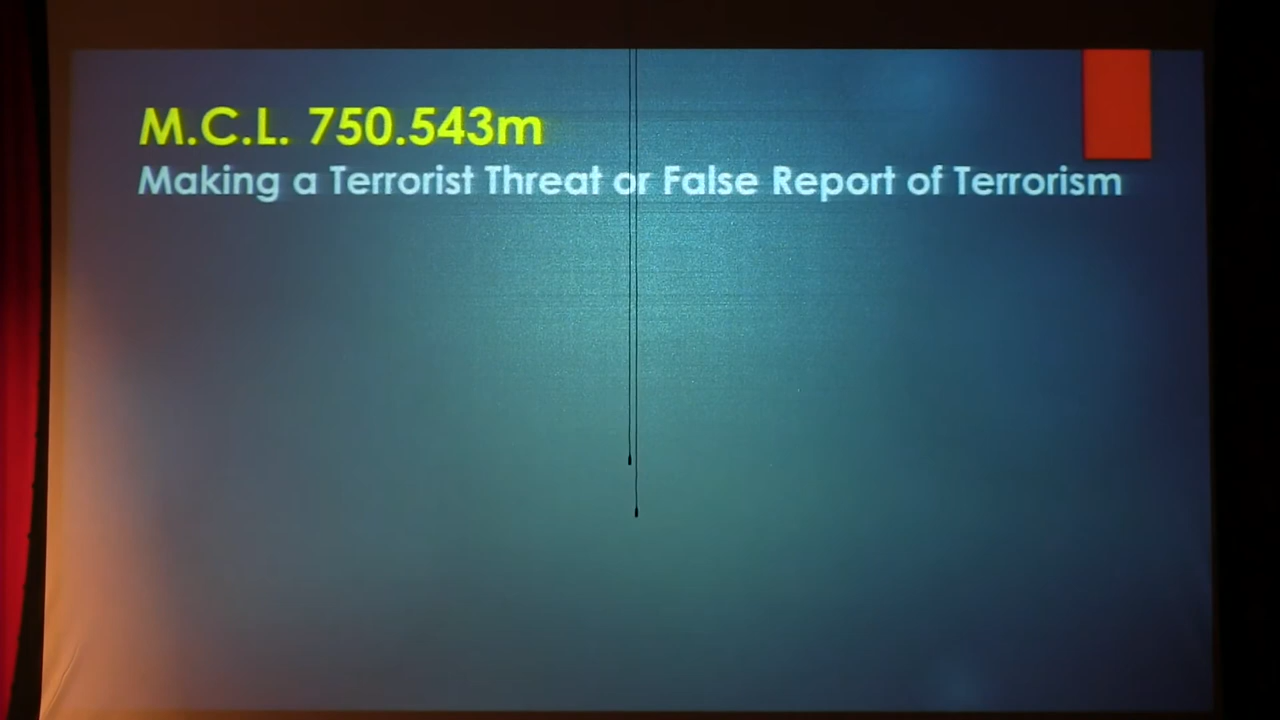 M.C.L. 750.543m
Making a Terrorist Threat or False Report of Terrorism